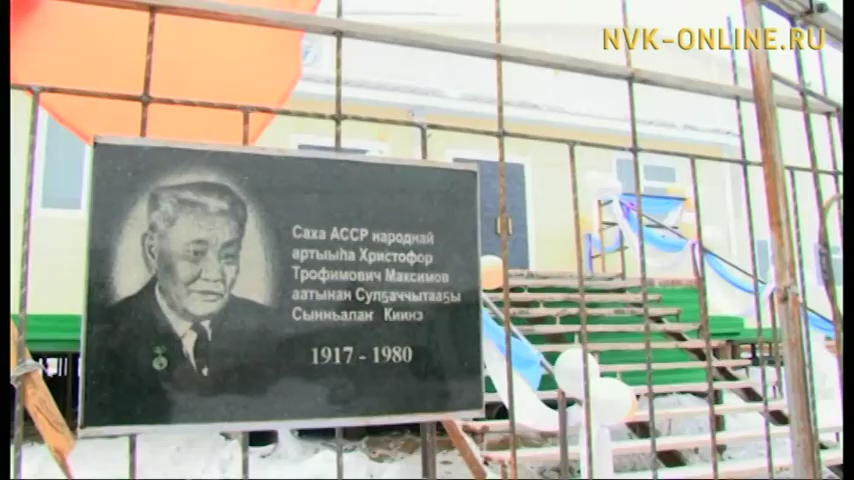 NVK-ONLINE.RU
Саха АССР народнай
артыыһа Христофор
Трофимович Максимов
аатынан Сулҕаччытааҕы
Сынньалаҥ Киинэ
1917 - 1980